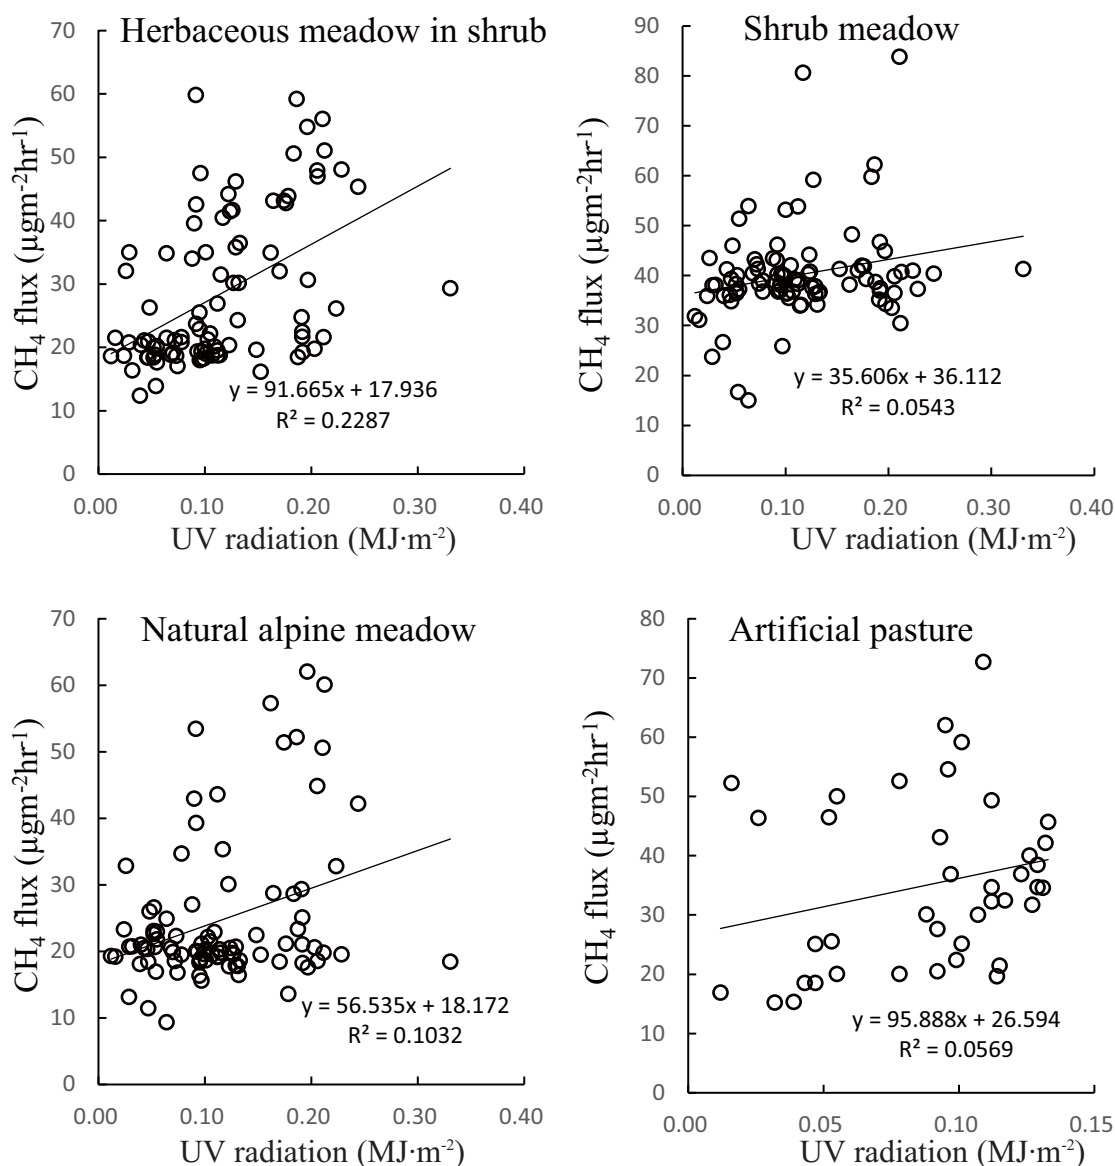 Herbaceous meadow in shrub
CH₄ flux (μgm⁻²hr⁻¹)
70
60
50
40
30
20
10
0
y = 91.665x + 17.936
R² = 0.2287
0.00 0.10 0.20 0.30 0.40
UV radiation (MJ·m⁻²)
Shrub meadow
CH₄ flux (μgm⁻²hr⁻¹)
90
80
70
60
50
40
30
20
10
0
y = 35.606x + 36.112
R² = 0.0543
0.00 0.10 0.20 0.30 0.40
UV radiation (MJ·m⁻²)
Natural alpine meadow
CH₄ flux (μgm⁻²hr⁻¹)
70
60
50
40
30
20
10
0
y = 56.535x + 18.172
R² = 0.1032
0.00 0.10 0.20 0.30 0.40
UV radiation (MJ·m⁻²)
Artificial pasture
CH₄ flux (μgm⁻²hr⁻¹)
80
70
60
50
40
30
20
10
0
y = 95.888x + 26.594
R² = 0.0569
0.00 0.05 0.10 0.15
UV radiation (MJ·m⁻²)